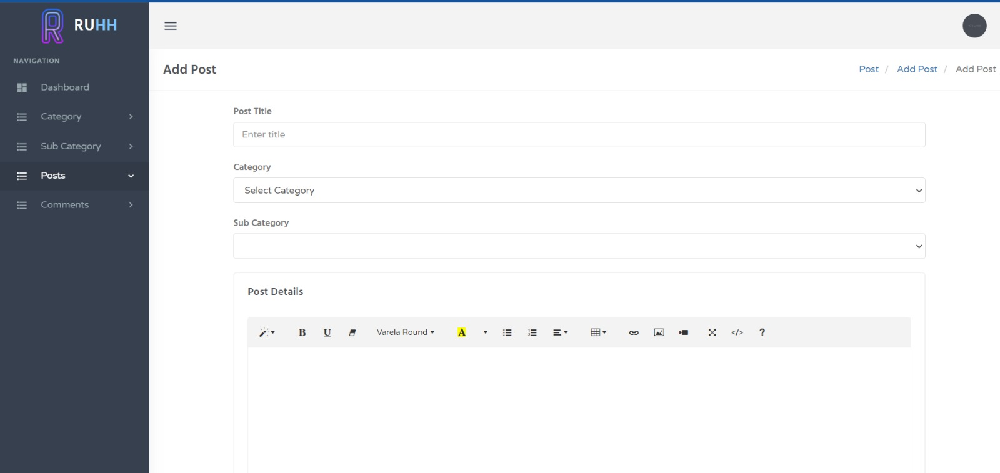 RUHH
NAVIGATION
Dashboard
Category
Sub Category
Posts
Comments
Add Post
Post / Add Post / Add Post
Post Title
Enter title
Category
Select Category
Sub Category
Post Details
B U Varela Round A </> ?